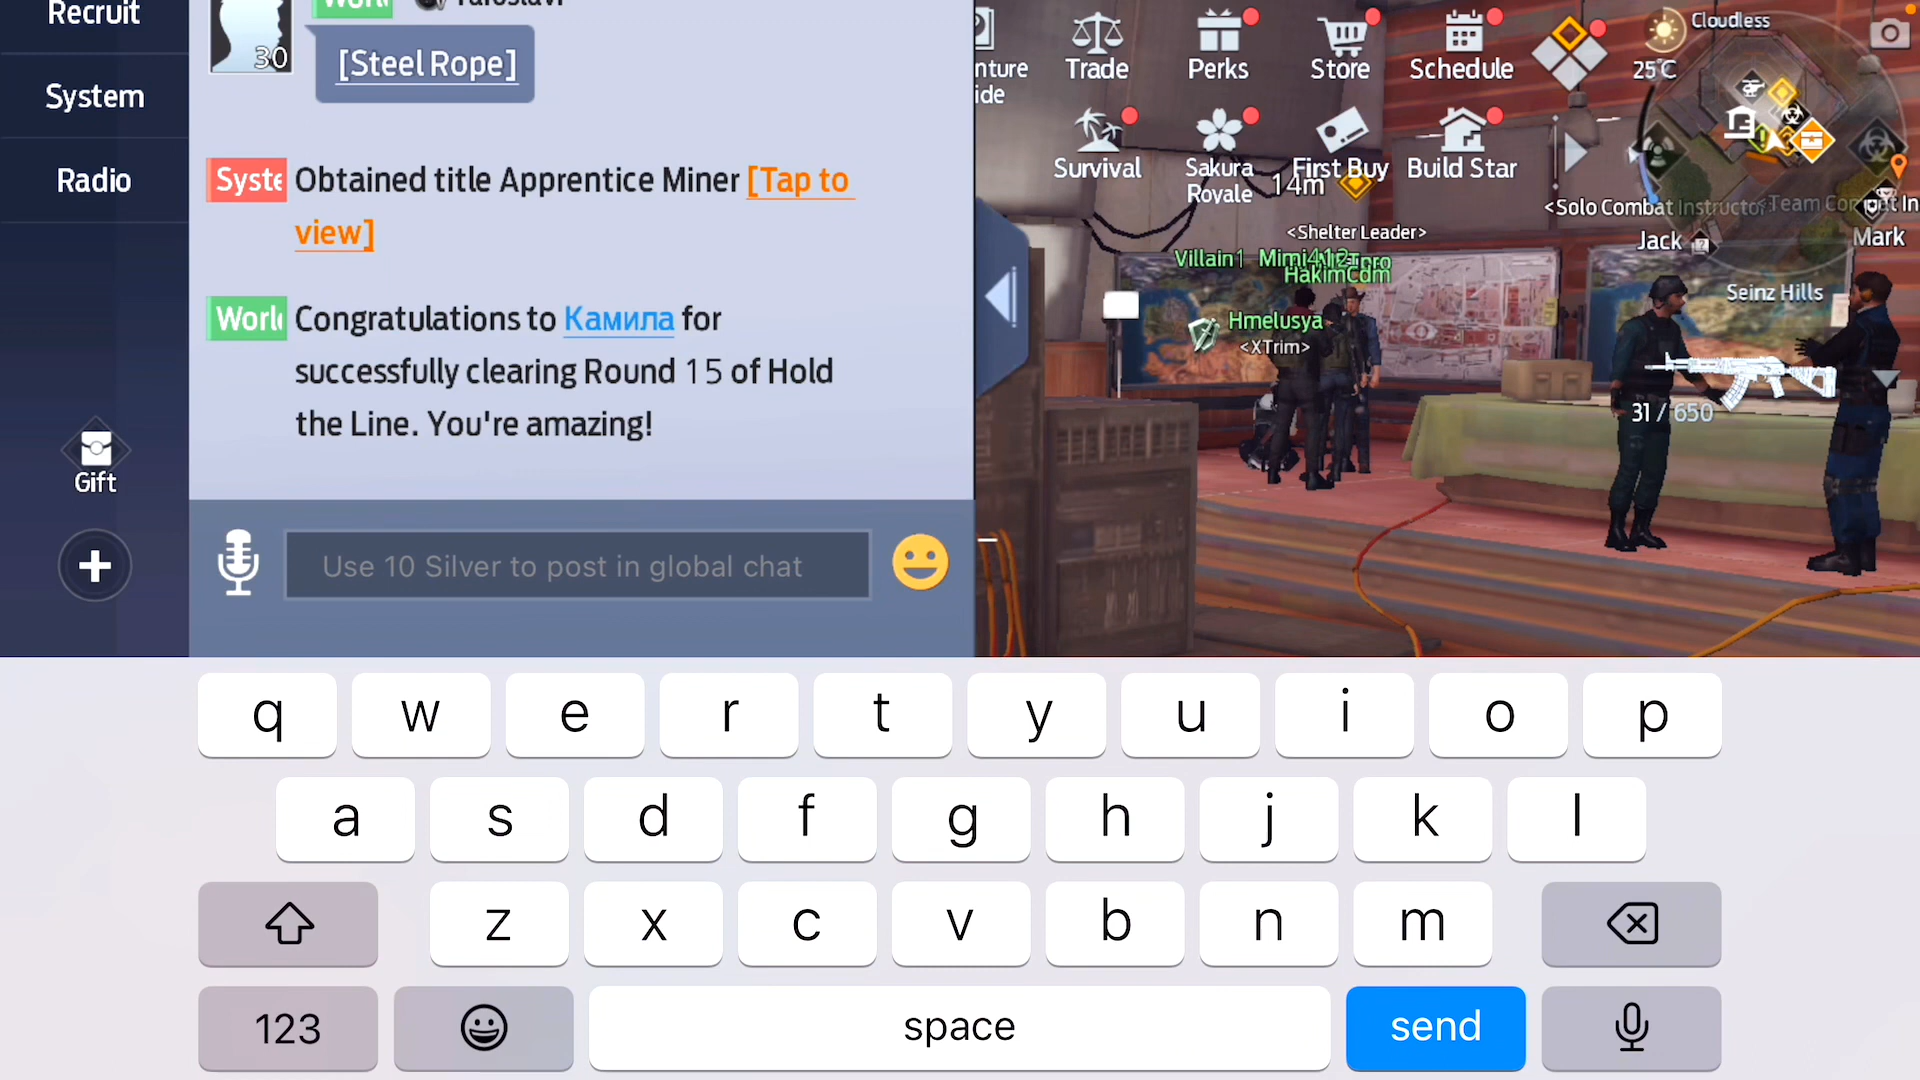 Recruit
System
Radio
Gift
30
[Steel Rope]
Obtained title Apprentice Miner [Tap to
view]
Congratulations to Камила for
successfully clearing Round 15 of Hold
the Line. You're amazing!
Use 10 Silver to post in global chat
Trade
Perks
Store
Schedule
Survival
Sakura
Royale
First Buy
Build Star
14m
Cloudless
25°C
<Solo Combat Instructor>
Jack
Mark
Seinz Hills
<Shelter Leader>
Villain1
Mimi412
HakimCdm
Hmelusya
<XTrim>
31 / 650
q w e r t y u i o p
a s d f g h j k l
z x c v b n m
123
space
send